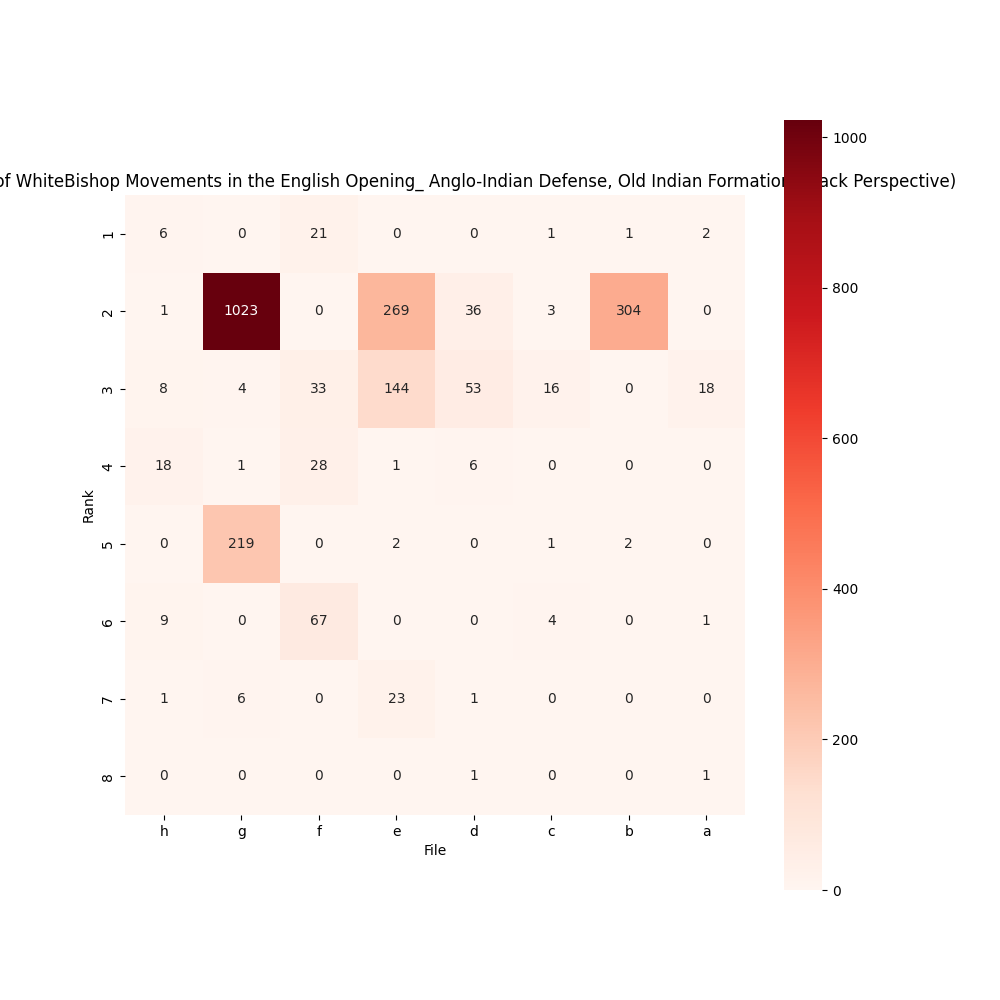 1000
of WhiteBishop Movements in the English Opening_ Anglo-Indian Defense, Old Indian Formation Perspective)
1 6 0 21 0 0 1 1 2
2 1 1023 0 269 36 3 304 0
800
3 8 4 33 144 53 16 0 18
4 18 1 28 1 6 0 0 0
600
Rank
5 0 219 0 2 0 1 2 0
400
6 9 0 67 0 0 4 0 1
7 1 6 0 23 1 0 0 0
200
8 0 0 0 0 1 0 0 1
h g f e d c b a
File
0